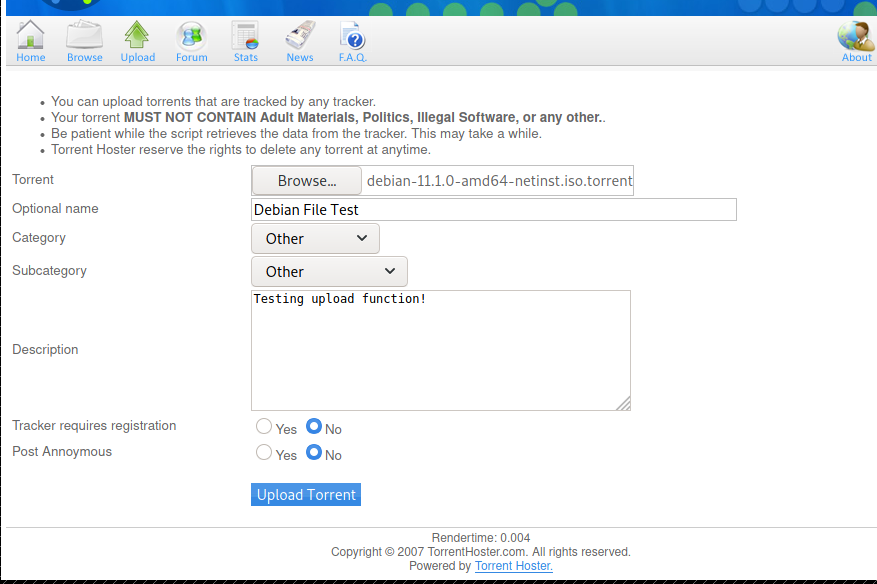 Home Browse Upload Forum Stats News F.A.Q. About
You can upload torrents that are tracked by any tracker.
Your torrent MUST NOT CONTAIN Adult Materials, Politics, Illegal Software, or any other..
Be patient while the script retrieves the data from the tracker. This may take a while.
Torrent Hoster reserve the rights to delete any torrent at anytime.
Torrent Browse... debian-11.1.0-amd64-netinst.iso.torrent
Optional name Debian File Test
Category Other
Subcategory Other
Testing upload function!
Description
Tracker requires registration Yes No
Post Annoymous Yes No
Upload Torrent
Rendertime: 0.004
Copyright © 2007 TorrentHoster.com. All rights reserved.
Powered by Torrent Hoster.